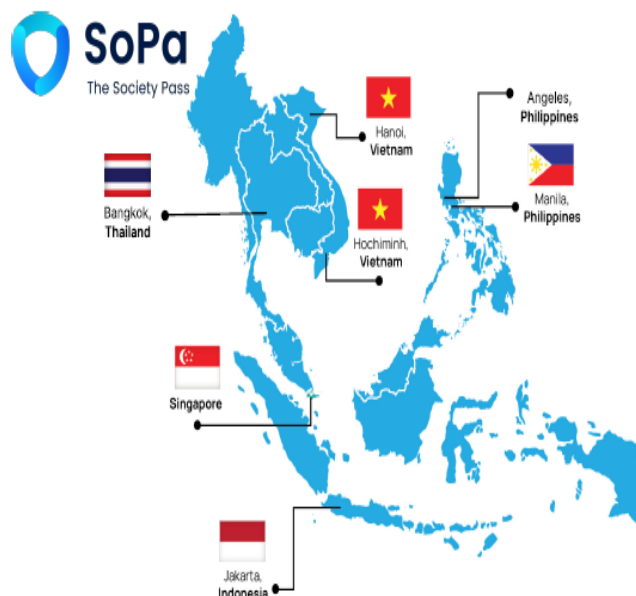 SoPa
The Society Pass
Hanoi,
Vietnam
Angeles,
Philippines
Bangkok,
Thailand
Hochiminh,
Vietnam
Manila,
Philippines
Singapore
Jakarta,
Indonesia